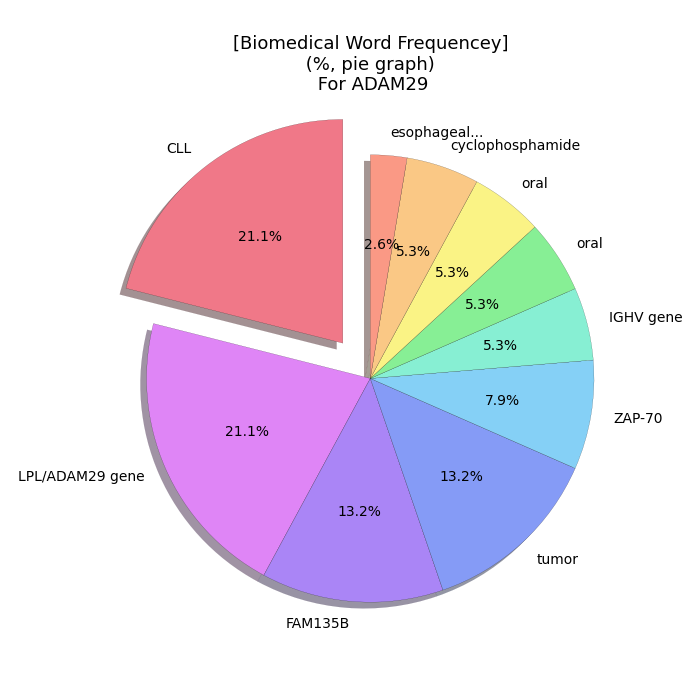 [Biomedical Word Frequencey]
(%, pie graph)
For ADAM29
esophageal...
cyclophosphamide
CLL
oral
21.1%
2.6%
5.3%
oral
5.3%
5.3%
IGHV gene
5.3%
7.9%
ZAP-70
21.1%
13.2%
LPL/ADAM29 gene
13.2%
tumor
FAM135B